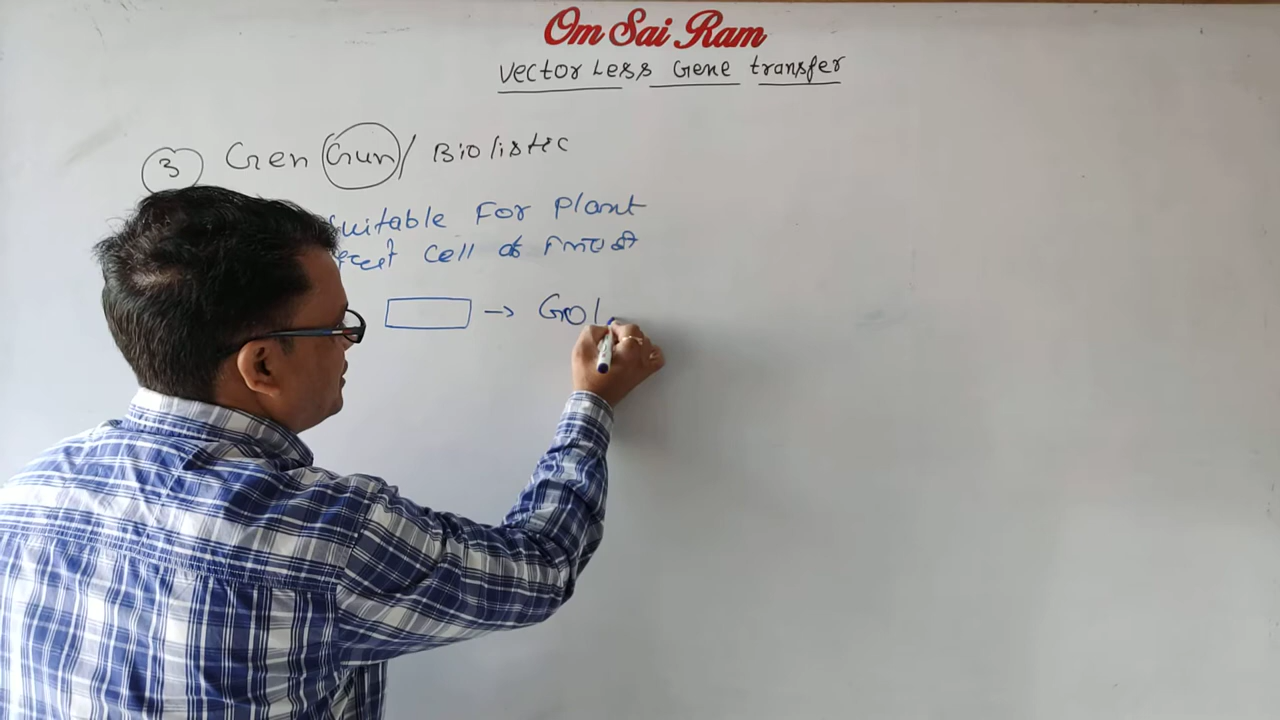 Om Sai Ram
Vector Less Gene transfer
3 Gen Gun / Biolistic
Suitable For Plant
cell of
→ Gol